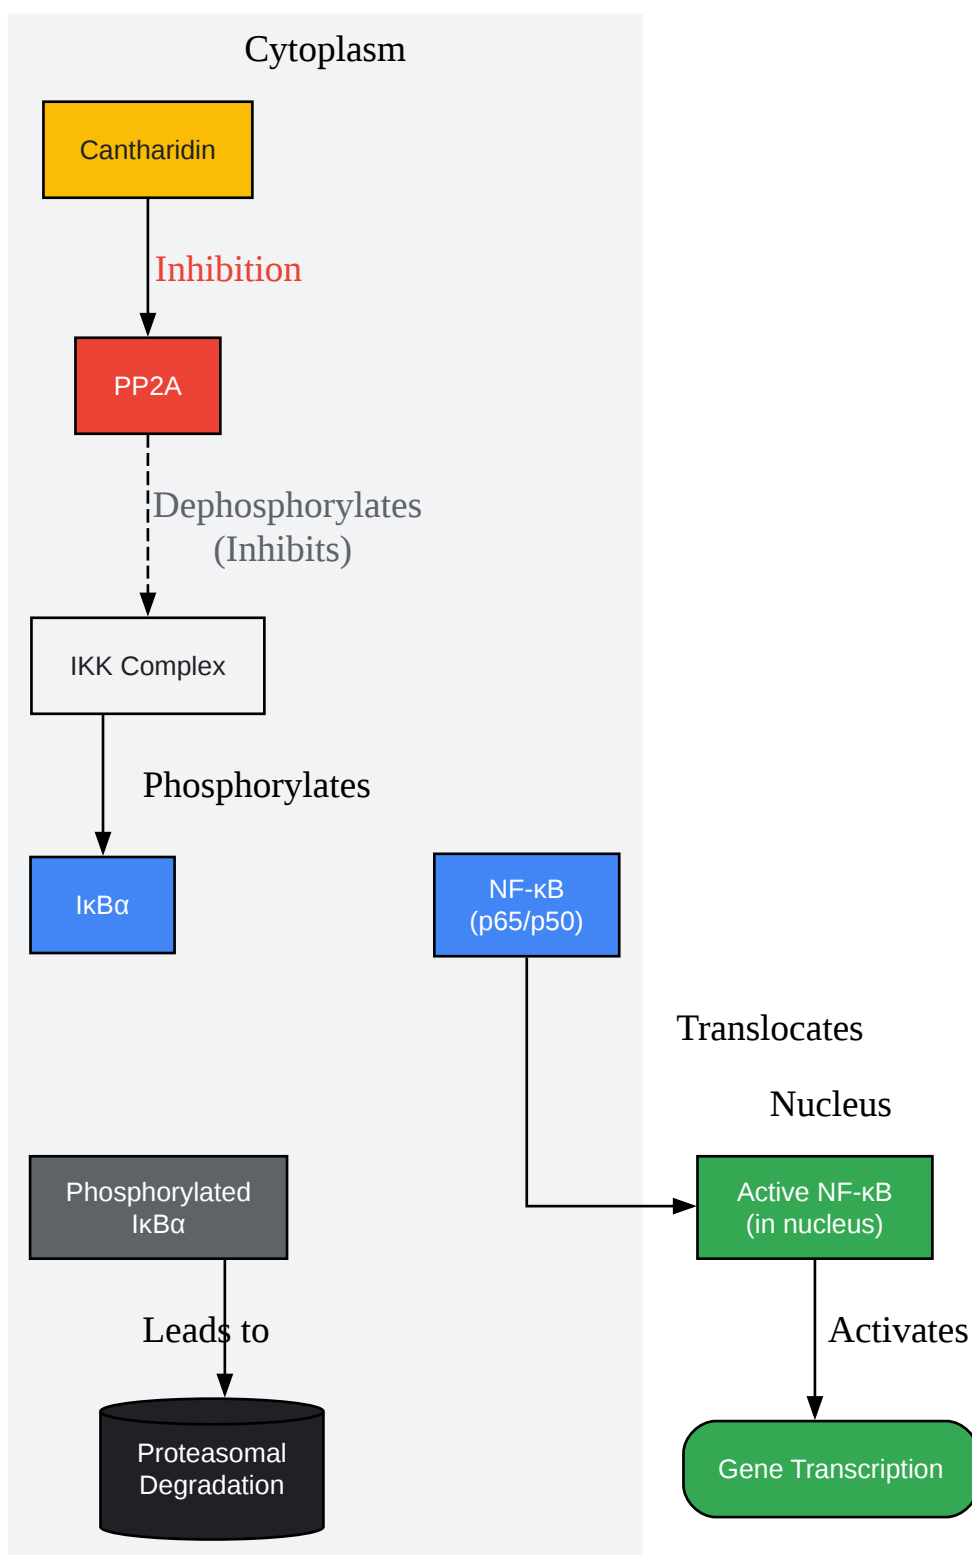 Cytoplasm
Cantharidin
Inhibition
PP2A
Dephosphorylates
(Inhibits)
IKK Complex
Phosphorylates
IκBα
NF-κB
(p65/p50)
Translocates
Nucleus
Phosphorylated
IκBα
Active NF-κB
(in nucleus)
Leads to
Activates
Proteasomal
Degradation
Gene Transcription